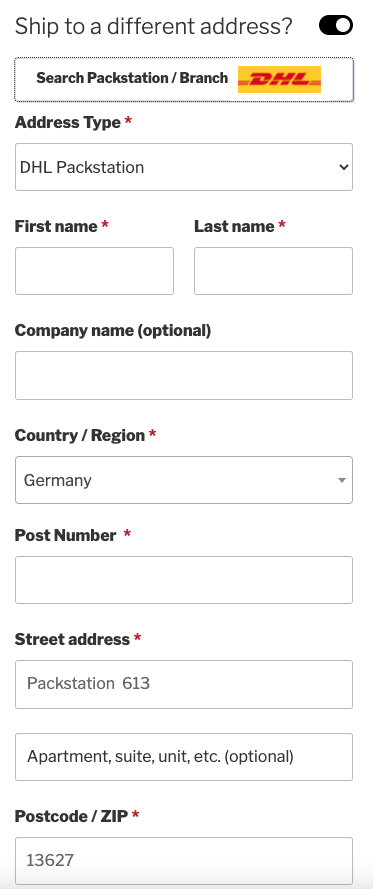 Ship to a different address?
Search Packstation / Branch DHL
Address Type *
DHL Packstation
First name * Last name *
Company name (optional)
Country / Region *
Germany
Post Number *
Street address *
Packstation 613
Apartment, suite, unit, etc. (optional)
Postcode / ZIP *
13627